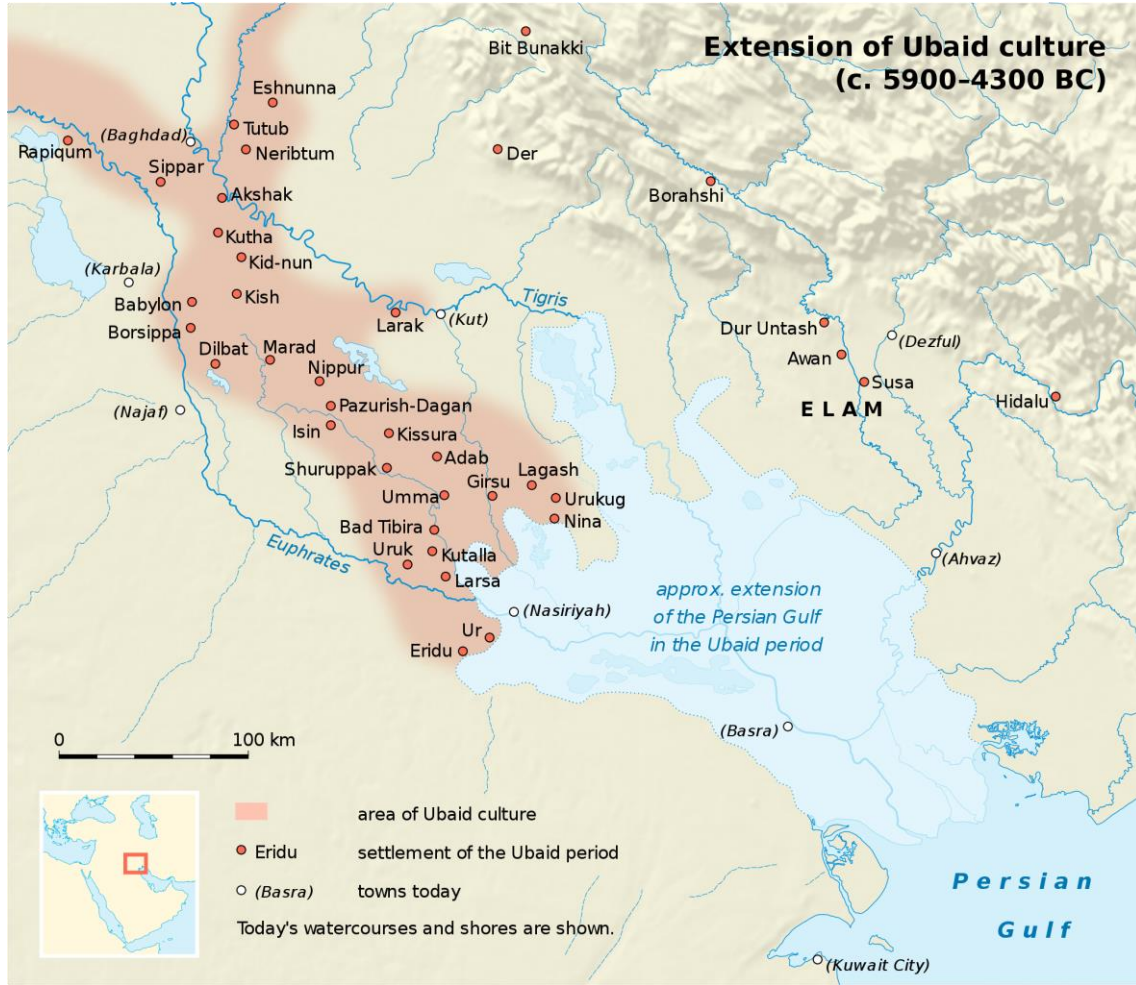 Extension of Ubaid culture
(c. 5900–4300 BC)
Bit Bunakki
Eshnunna
Tutub
(Baghdad)
Neribtum
Rapiqum
Der
Sippar
Akshak
Borahshi
Kutha
Kid-nun
(Karbala)
Kish
Babylon
Tigris
Larak
(Kut)
Borsippa
Dur Untash
(Dezful)
Dilbat
Marad
Awan
Nippur
Susa
ELAM
Hidalu
(Najaf)
Pazurish-Dagan
Isin
Kissura
Adab
Shuruppak
Lagash
Girsu
Umma
Urukug
Nina
Bad Tibira
Uruk
Kutalla
Euphrates
Larsa
(Ahvaz)
approx. extension
of the Persian Gulf
in the Ubaid period
(Nasiriyah)
Ur
Eridu
(Basra)
0 100 km
area of Ubaid culture
Eridu settlement of the Ubaid period
(Basra) towns today
Today's watercourses and shores are shown.
Persian
Gulf
(Kuwait City)